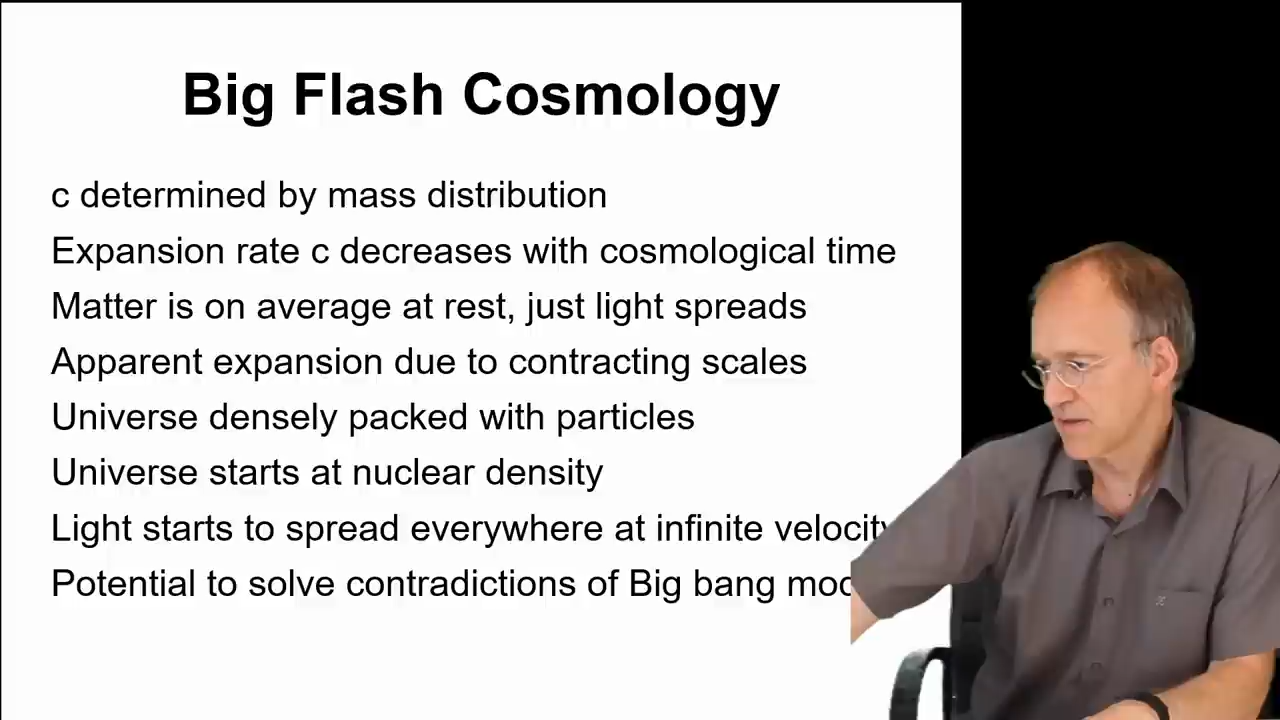 Big Flash Cosmology
c determined by mass distribution
Expansion rate c decreases with cosmological time
Matter is on average at rest, just light spreads
Apparent expansion due to contracting scales
Universe densely packed with particles
Universe starts at nuclear density
Light starts to spread everywhere at infinite velocity
Potential to solve contradictions of Big bang